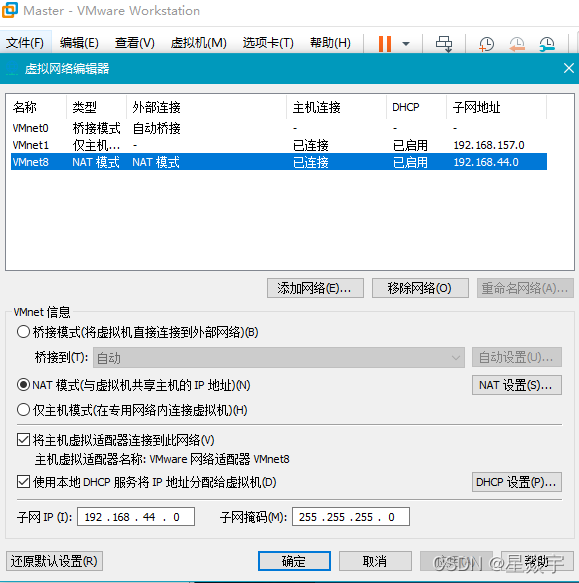 Master - VMware Workstation
文件(F) 编辑(E) 查看(V) 虚拟机(M) 选项卡(T) 帮助(H)
虚拟网络编辑器
名称 类型 外部连接 主机连接 DHCP 子网地址
VMnet0 桥接模式 自动桥接 - - -
VMnet1 仅主机... - 已连接 已启用 192.168.157.0
VMnet8 NAT 模式 NAT 模式 已连接 已启用 192.168.44.0
添加网络(E)... 移除网络(O) 重命名网络(A)...
VMnet 信息
桥接模式(将虚拟机直接连接到外部网络)(B)
桥接到(T): 自动 自动设置(U)...
NAT 模式(与虚拟机共享主机的 IP 地址)(N) NAT 设置(S)...
仅主机模式(在专用网络内连接虚拟机)(H)
将主机虚拟适配器连接到此网络(V)
主机虚拟适配器名称: VMware 网络适配器 VMnet8
使用本地 DHCP 服务将 IP 地址分配给虚拟机(D) DHCP 设置(P)...
子网 IP (I): 192 . 168 . 44 . 0 子网掩码(M): 255 . 255 . 255 . 0
还原默认设置(R) 确定 取消 帮助
CSDN @星数宇